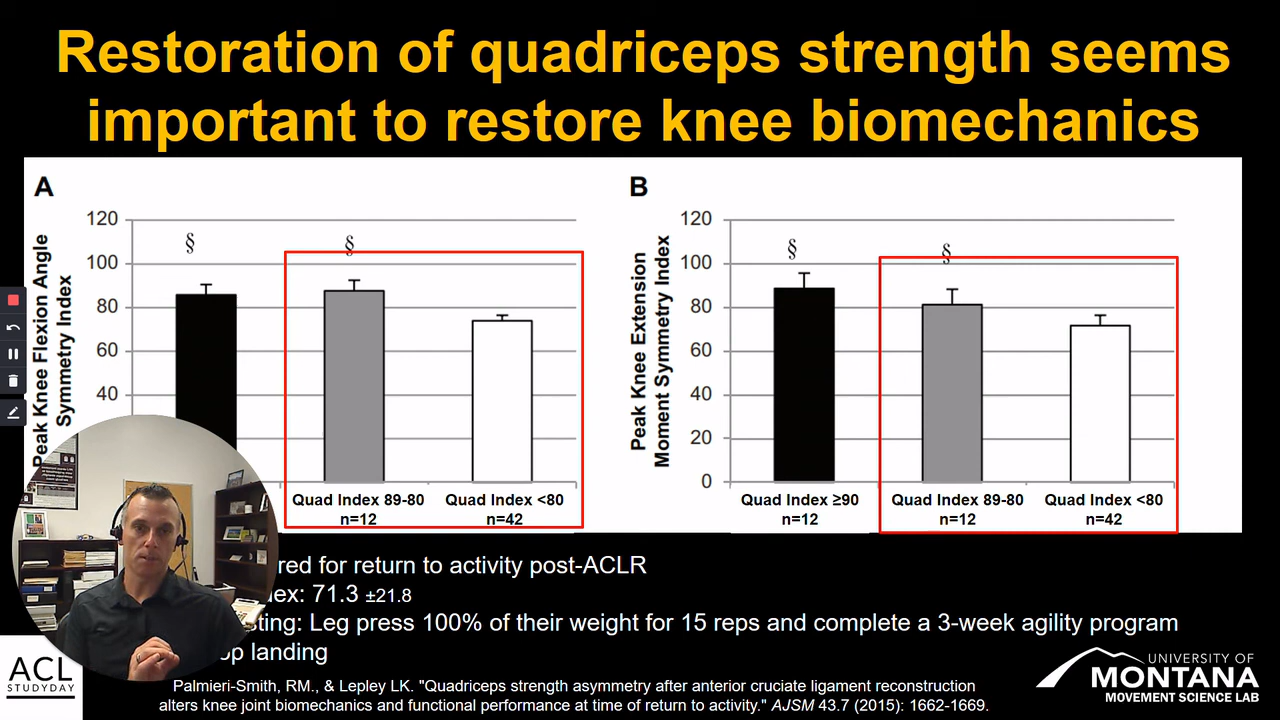 Restoration of quadriceps strength seems
important to restore knee biomechanics
A
Peak Knee Flexion Angle
Symmetry Index
120
100
80
60
40
§
§
Quad Index 89-80
n=12
Quad Index <80
n=42
B
Peak Knee Extension
Moment Symmetry Index
120
100
80
60
40
20
0
§
§
Quad Index ≥90
n=12
Quad Index 89-80
n=12
Quad Index <80
n=42
red for return to activity post-ACLR
ex: 71.3 ±21.8
ting: Leg press 100% of their weight for 15 reps and complete a 3-week agility program
op landing
Palmieri-Smith, RM., & Lepley LK. "Quadriceps strength asymmetry after anterior cruciate ligament reconstruction
alters knee joint biomechanics and functional performance at time of return to activity." AJSM 43.7 (2015): 1662-1669.
ACL
STUDYDAY
UNIVERSITY OF
MONTANA
MOVEMENT SCIENCE LAB